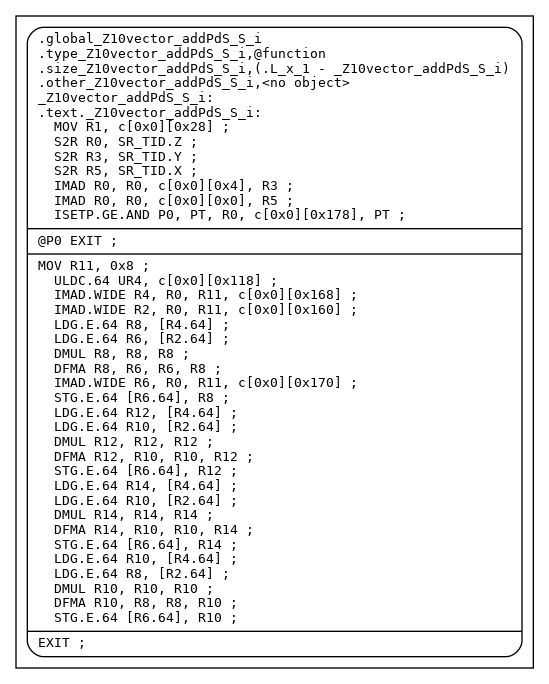 .global_Z10vector_addPdS_S_i
.type_Z10vector_addPdS_S_i,@function
.size_Z10vector_addPdS_S_i,(.L_x_1 - _Z10vector_addPdS_S_i)
.other_Z10vector_addPdS_S_i,<no object>
_Z10vector_addPdS_S_i:
.text._Z10vector_addPdS_S_i:
MOV R1, c[0x0][0x28] ;
S2R R0, SR_TID.Z ;
S2R R3, SR_TID.Y ;
S2R R5, SR_TID.X ;
IMAD R0, R0, c[0x0][0x4], R3 ;
IMAD R0, R0, c[0x0][0x0], R5 ;
ISETP.GE.AND P0, PT, R0, c[0x0][0x178], PT ;
@P0 EXIT ;
MOV R11, 0x8 ;
ULDC.64 UR4, c[0x0][0x118] ;
IMAD.WIDE R4, R0, R11, c[0x0][0x168] ;
IMAD.WIDE R2, R0, R11, c[0x0][0x160] ;
LDG.E.64 R8, [R4.64] ;
LDG.E.64 R6, [R2.64] ;
DMUL R8, R8, R8 ;
DFMA R8, R6, R6, R8 ;
IMAD.WIDE R6, R0, R11, c[0x0][0x170] ;
STG.E.64 [R6.64], R8 ;
LDG.E.64 R12, [R4.64] ;
LDG.E.64 R10, [R2.64] ;
DMUL R12, R12, R12 ;
DFMA R12, R10, R10, R12 ;
STG.E.64 [R6.64], R12 ;
LDG.E.64 R14, [R4.64] ;
LDG.E.64 R10, [R2.64] ;
DMUL R14, R14, R14 ;
DFMA R14, R10, R10, R14 ;
STG.E.64 [R6.64], R14 ;
LDG.E.64 R10, [R4.64] ;
LDG.E.64 R8, [R2.64] ;
DMUL R10, R10, R10 ;
DFMA R10, R8, R8, R10 ;
STG.E.64 [R6.64], R10 ;
EXIT ;